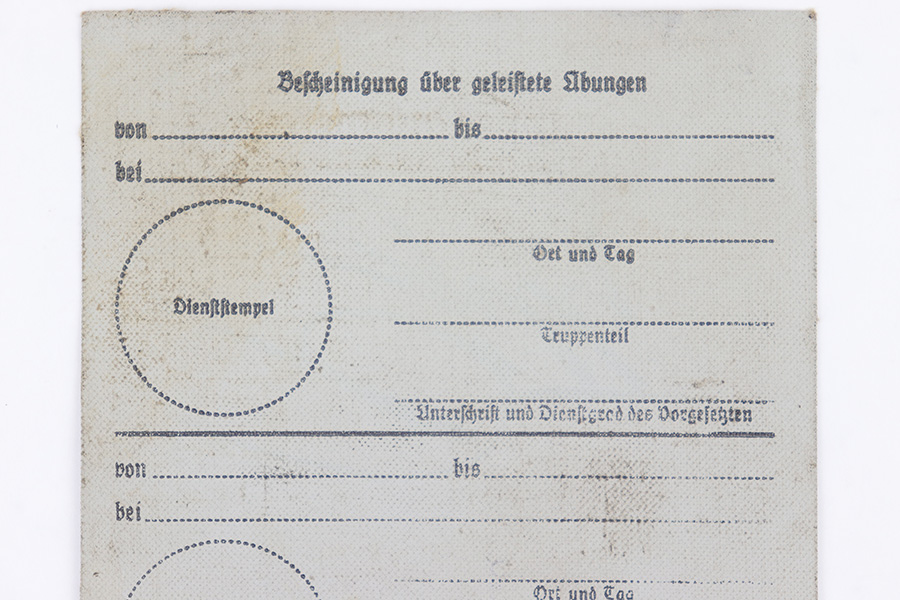 Bescheinigung über geleistete Übungen
von bis
bei
Ort und Tag
Dienststempel
Truppenteil
Unterschrift und Dienstgrad des Vorgesetzten
von bis
bei
Ort und Tag